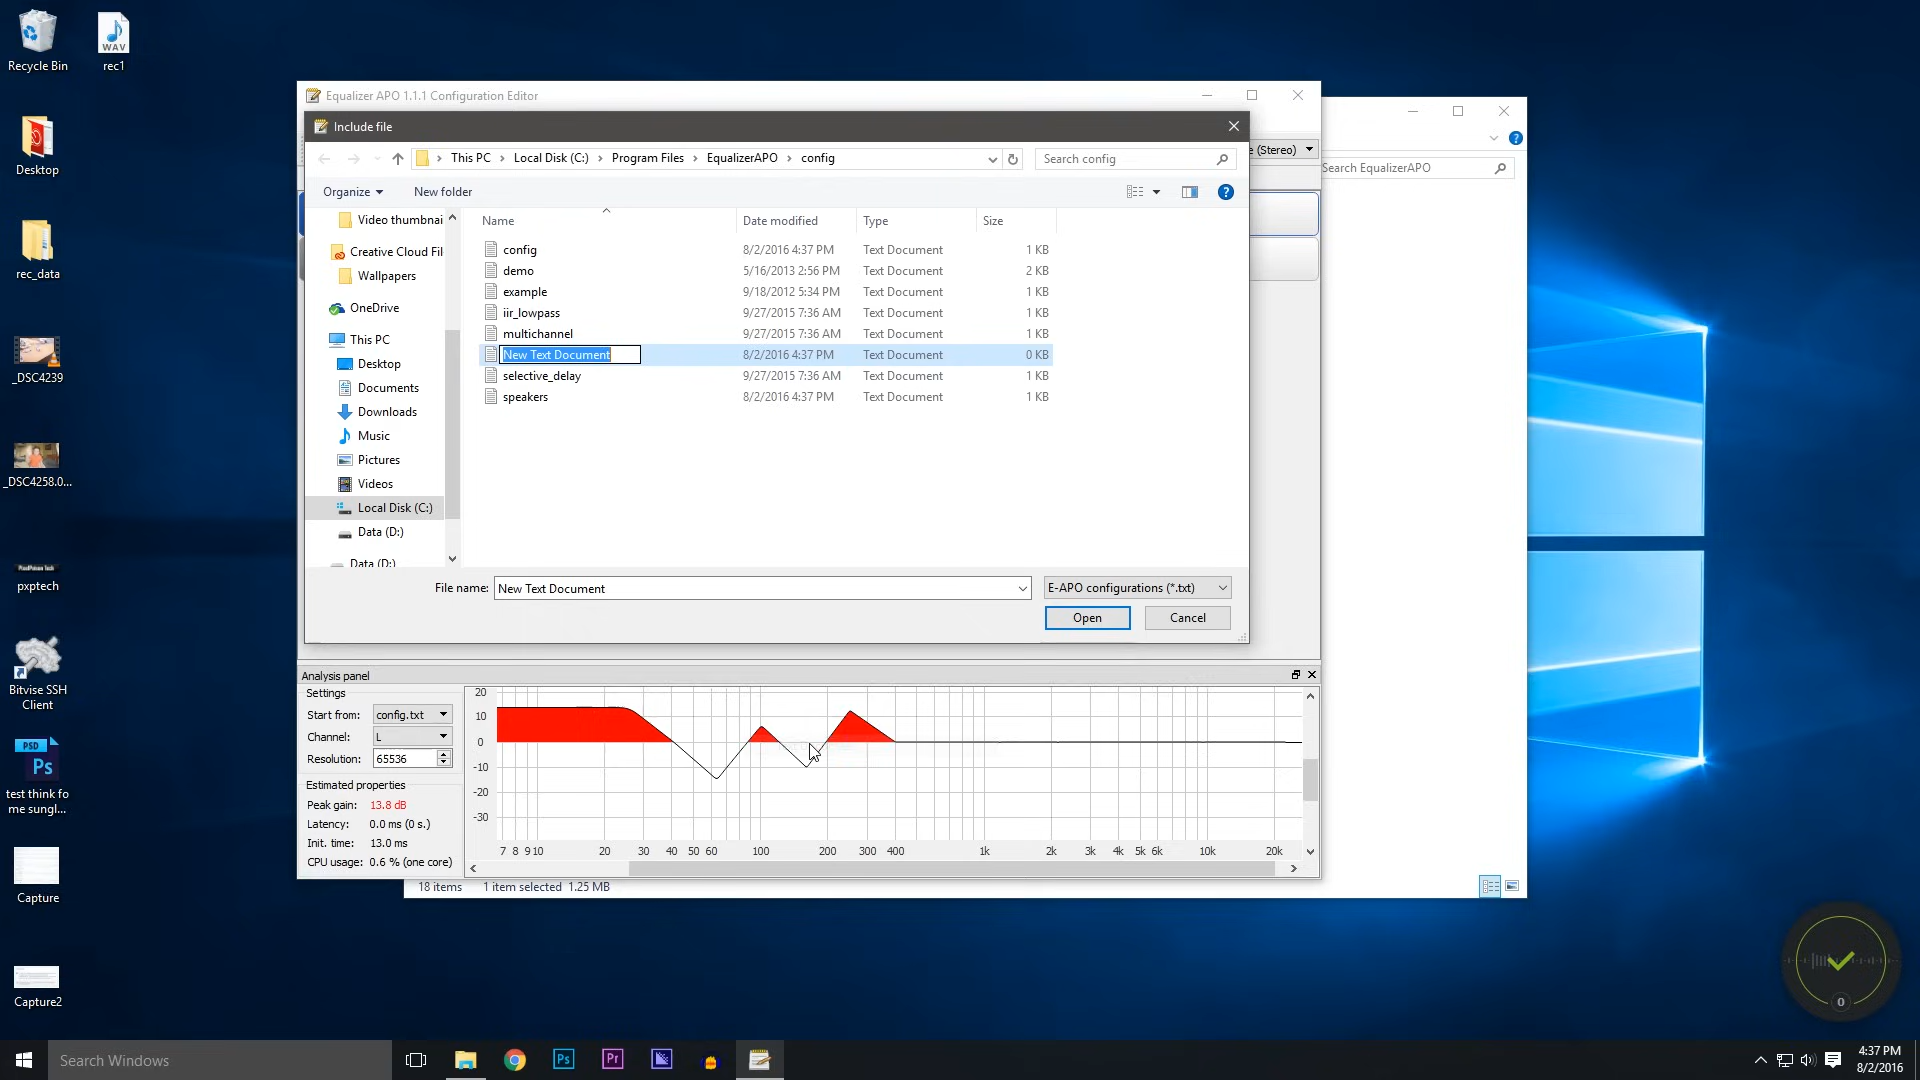 Recycle Bin
WAV
rec1
Desktop
rec_data
_DSC4239
_DSC4258.0...
pxptech
Bitvise SSH
Client
PSD
Ps
test think fo
me sungl...
Capture
Capture2
Equalizer APO 1.1.1 Configuration Editor
Include file
This PC > Local Disk (C:) > Program Files > EqualizerAPO > config
Search config
e (Stereo)
Search EqualizerAPO
Organize
New folder
Video thumbnai
Creative Cloud Fil
Wallpapers
OneDrive
This PC
Desktop
Documents
Downloads
Music
Pictures
Videos
Local Disk (C:)
Data (D:)
Data (D:)
Name Date modified Type Size
config 8/2/2016 4:37 PM Text Document 1 KB
demo 5/16/2013 2:56 PM Text Document 2 KB
example 9/18/2012 5:34 PM Text Document 1 KB
iir_lowpass 9/27/2015 7:36 AM Text Document 1 KB
multichannel 9/27/2015 7:36 AM Text Document 1 KB
New Text Document 8/2/2016 4:37 PM Text Document 0 KB
selective_delay 9/27/2015 7:36 AM Text Document 1 KB
speakers 8/2/2016 4:37 PM Text Document 1 KB
File name: New Text Document
E-APO configurations (*.txt)
Open
Cancel
Analysis panel
Settings
Start from: config.txt
Channel: L
Resolution: 65536
Estimated properties
Peak gain: 13.8 dB
Latency: 0.0 ms (0 s.)
Init. time: 13.0 ms
CPU usage: 0.6 % (one core)
20
10
0
-10
-20
-30
7 8 9 10 20 30 40 50 60 100 200 300 400 1k 2k 3k 4k 5k 6k 10k 20k
18 items 1 item selected 1.25 MB
0
Search Windows
Ps
Pr
4:37 PM
8/2/2016